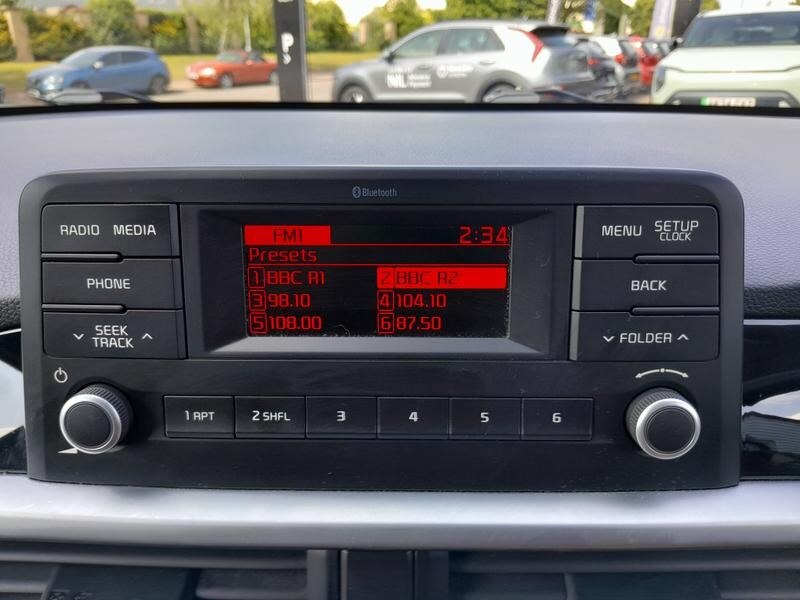 P
Bluetooth
RADIO MEDIA
PHONE
SEEK
TRACK
FM1 2:34
Presets
1 BBC R1 2 BBC R2
3 98.10 4 104.10
5 108.00 6 87.50
MENU SETUP
CLOCK
BACK
FOLDER
1 RPT 2 SHFL 3 4 5 6